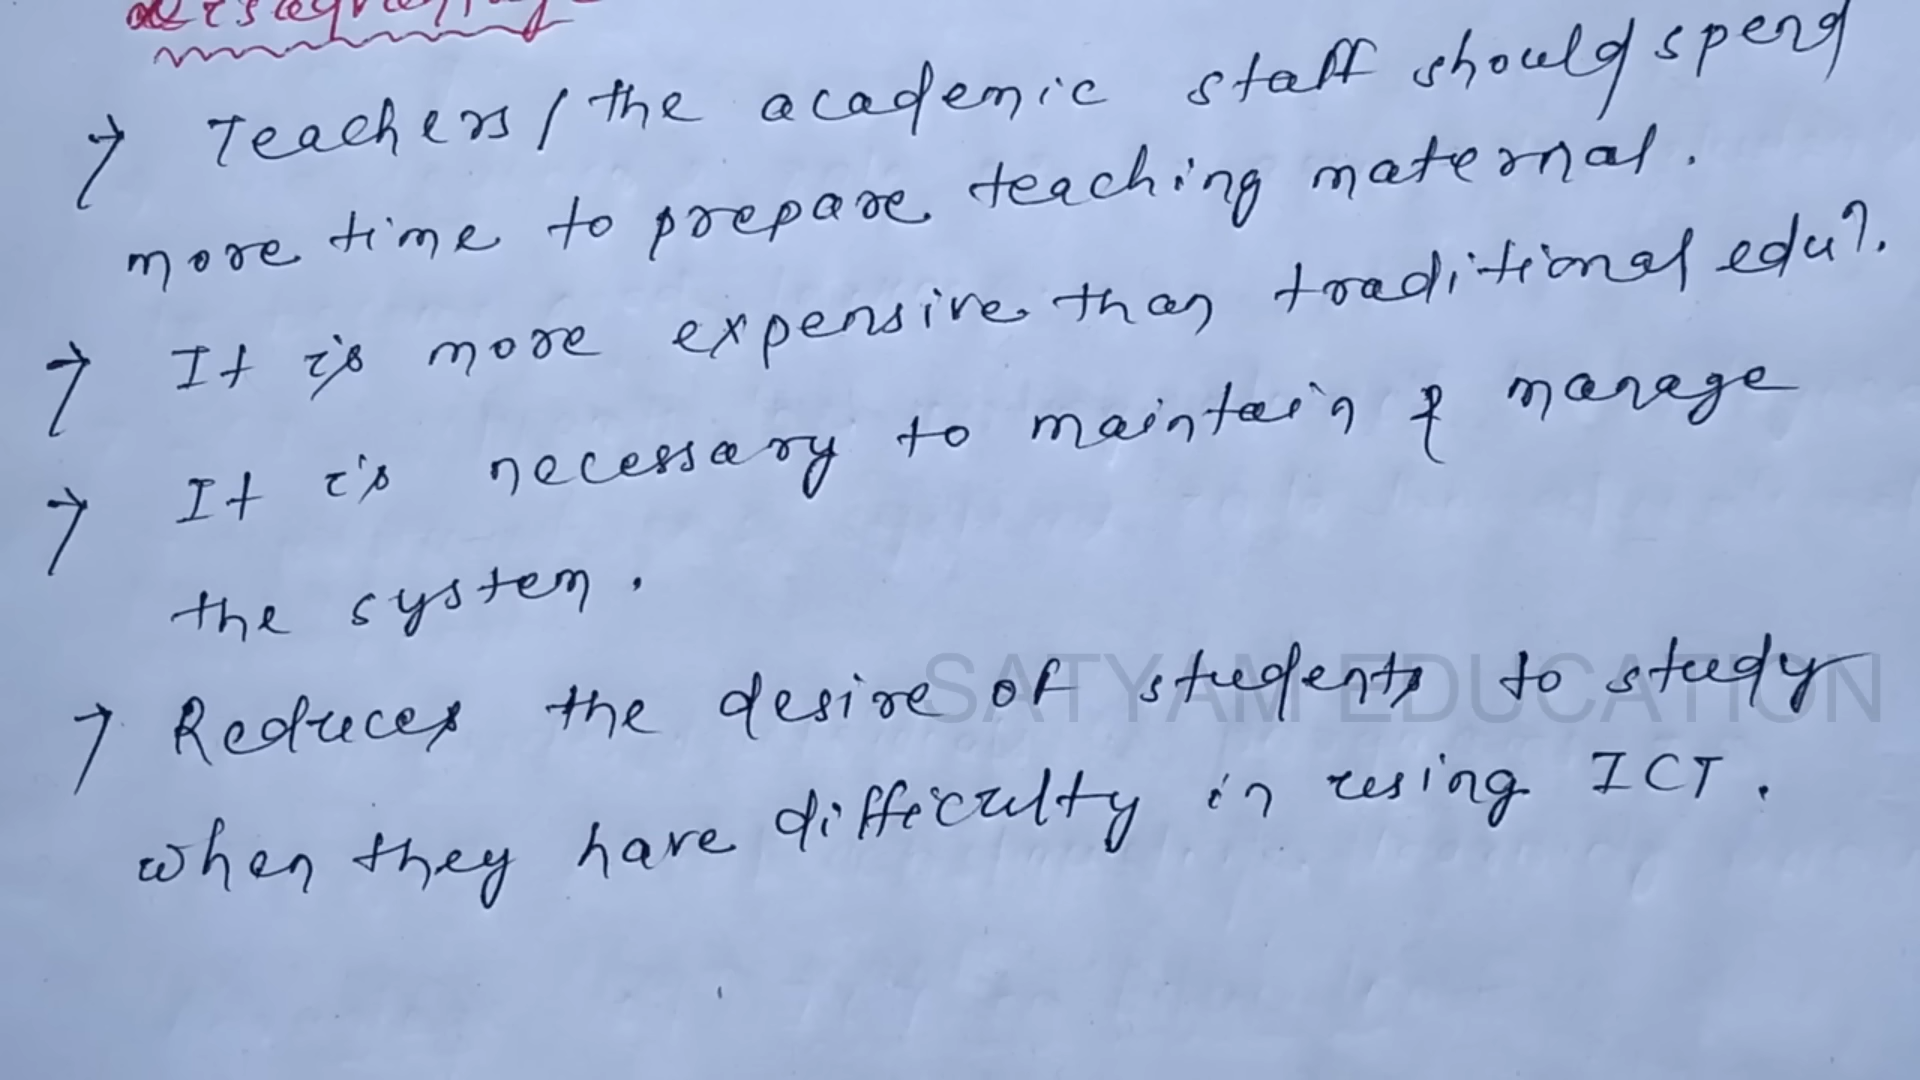 → Teachers / the academic staff should spend
more time to prepare teaching maternal.
→ It is more expensive than traditional edun.
→ It is necessary to maintain & manage
the system.
SATYAM EDUCATION
→ Reduces the desire of students to study
when they have difficulty in using ICT.